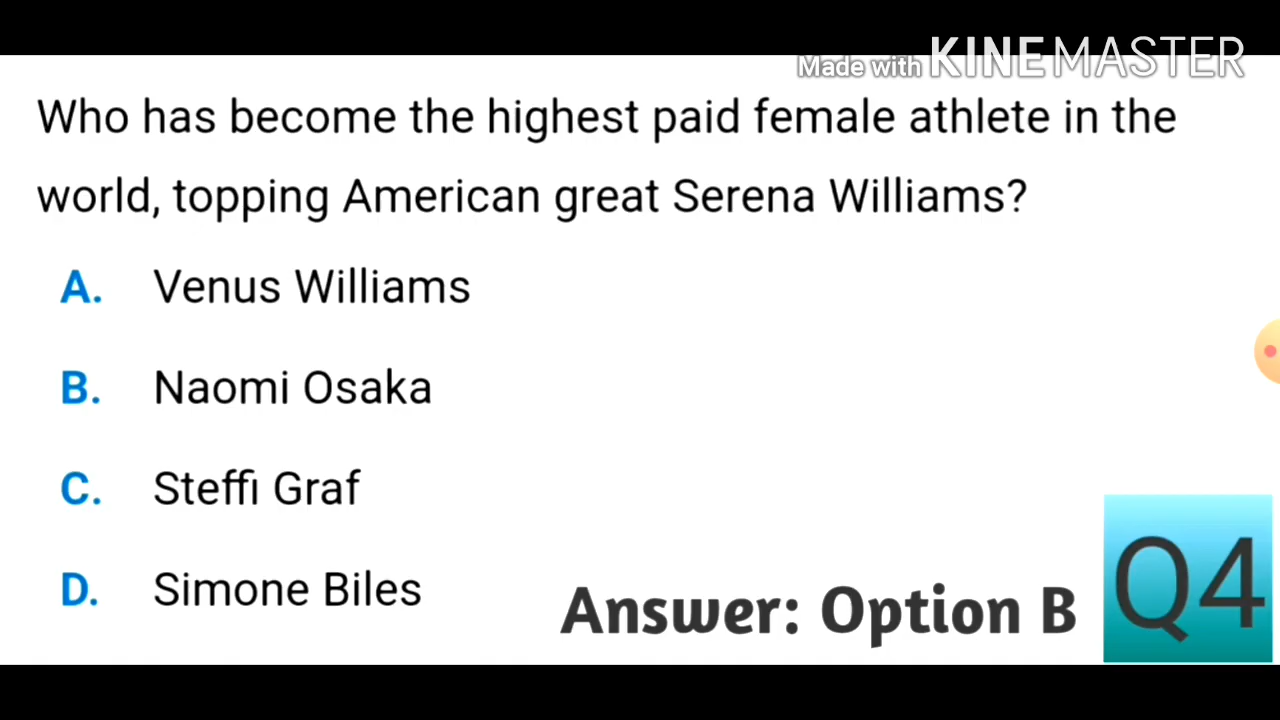 Made with KINEMASTER
Who has become the highest paid female athlete in the
world, topping American great Serena Williams?
A. Venus Williams
B. Naomi Osaka
C. Steffi Graf
D. Simone Biles
Answer: Option B
Q4